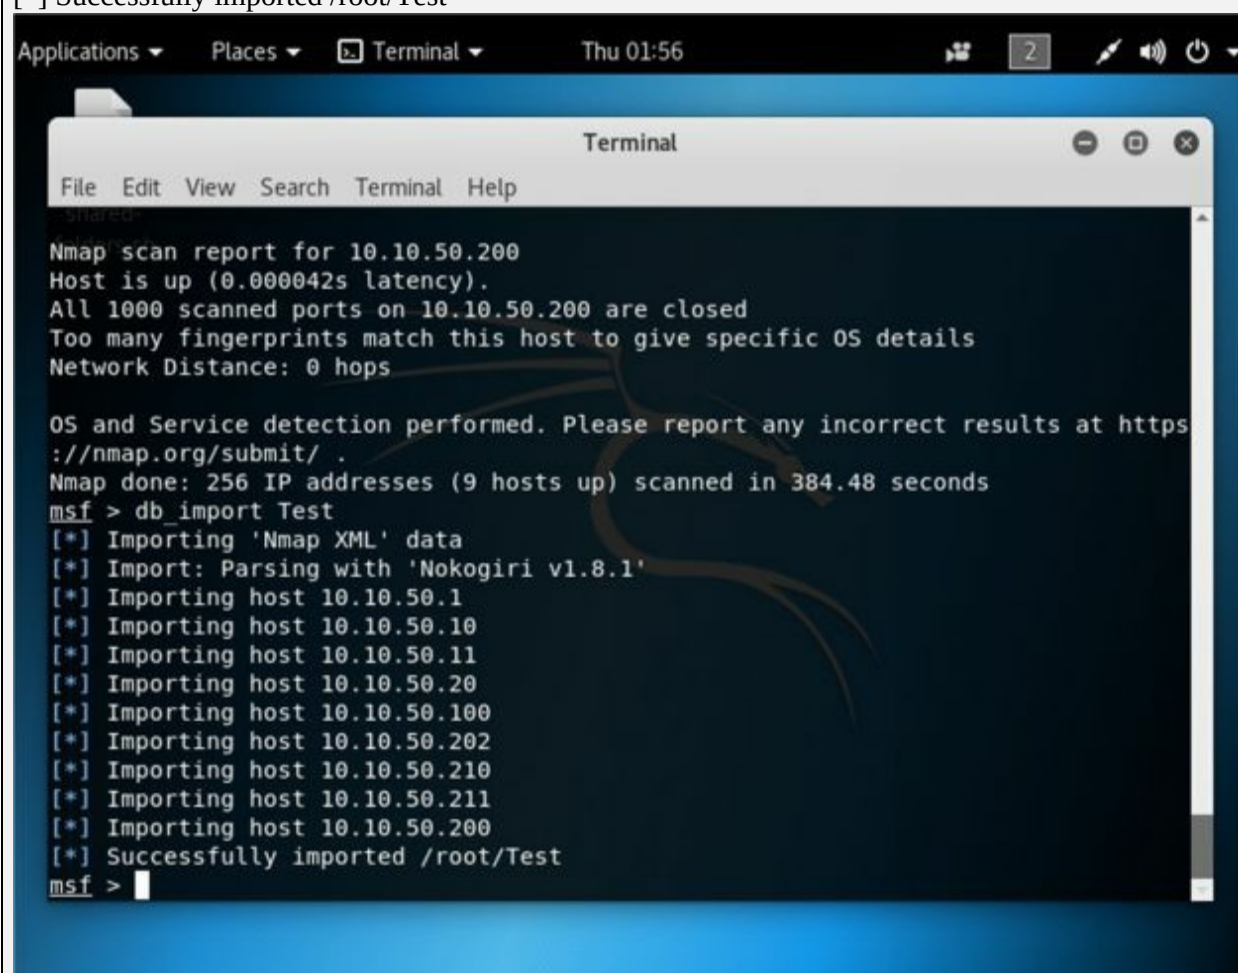 [*] Successfully imported /root/Test
Applications Places Terminal Thu 01:56 2
Terminal
File Edit View Search Terminal Help
shared-
Nmap scan report for 10.10.50.200
Host is up (0.000042s latency).
All 1000 scanned ports on 10.10.50.200 are closed
Too many fingerprints match this host to give specific OS details
Network Distance: 0 hops
OS and Service detection performed. Please report any incorrect results at https
://nmap.org/submit/ .
Nmap done: 256 IP addresses (9 hosts up) scanned in 384.48 seconds
msf > db_import Test
[*] Importing 'Nmap XML' data
[*] Import: Parsing with 'Nokogiri v1.8.1'
[*] Importing host 10.10.50.1
[*] Importing host 10.10.50.10
[*] Importing host 10.10.50.11
[*] Importing host 10.10.50.20
[*] Importing host 10.10.50.100
[*] Importing host 10.10.50.202
[*] Importing host 10.10.50.210
[*] Importing host 10.10.50.211
[*] Importing host 10.10.50.200
[*] Successfully imported /root/Test
msf >